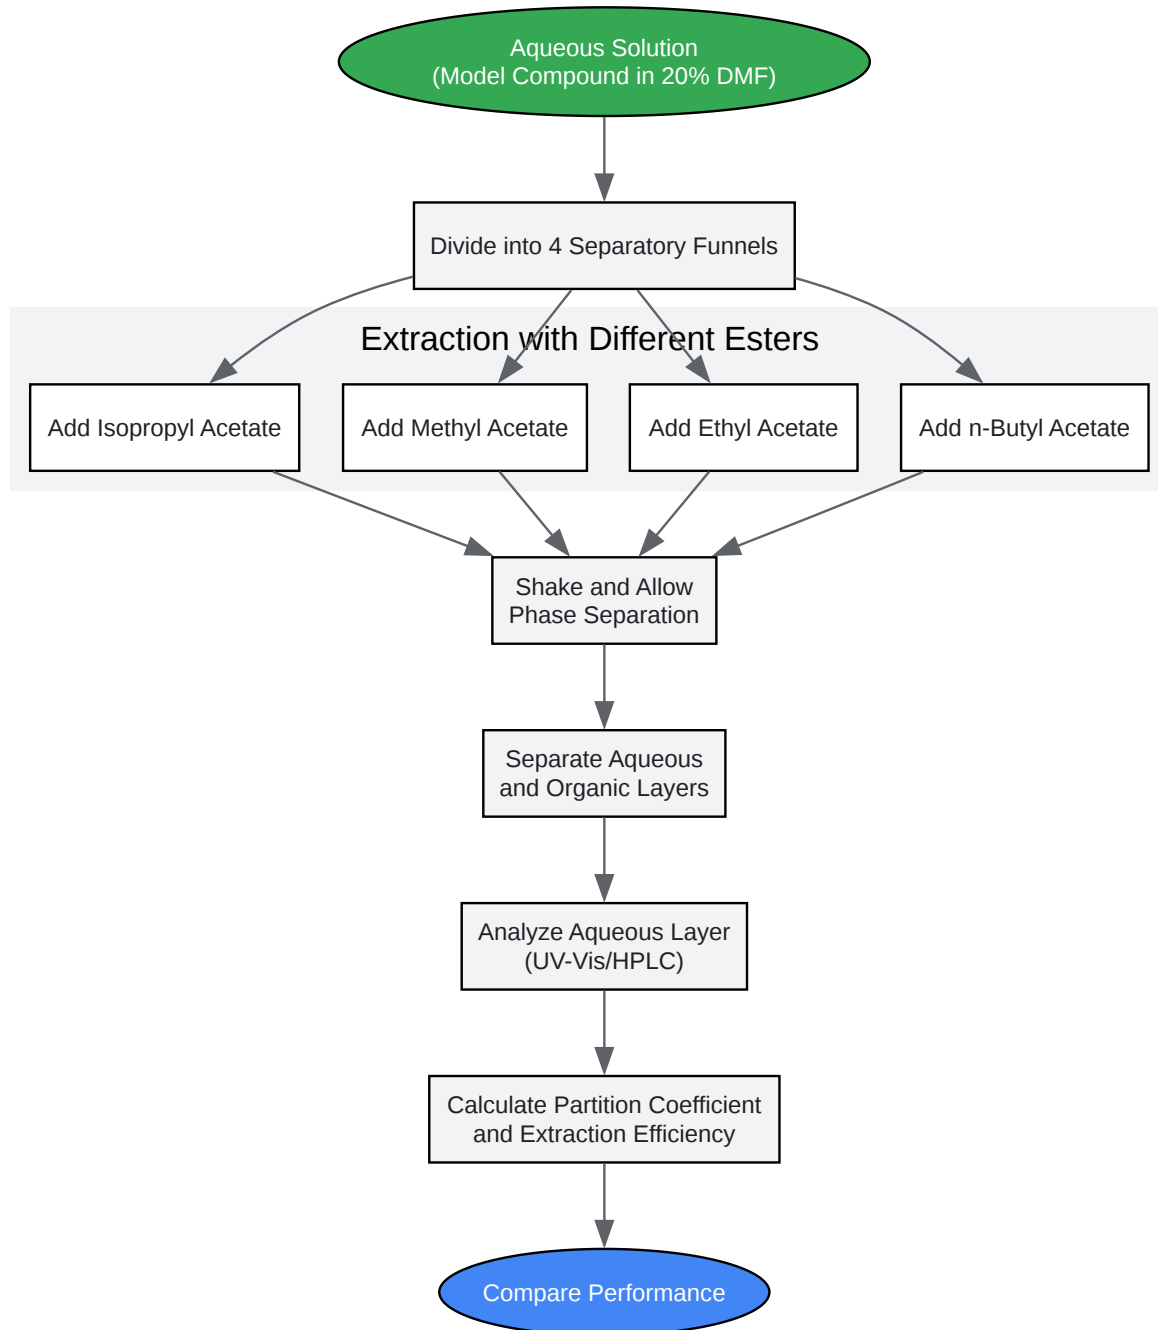 Aqueous Solution
(Model Compound in 20% DMF)
Divide into 4 Separatory Funnels
Extraction with Different Esters
Add Isopropyl Acetate
Add Methyl Acetate
Add Ethyl Acetate
Add n-Butyl Acetate
Shake and Allow
Phase Separation
Separate Aqueous
and Organic Layers
Analyze Aqueous Layer
(UV-Vis/HPLC)
Calculate Partition Coefficient
and Extraction Efficiency
Compare Performance